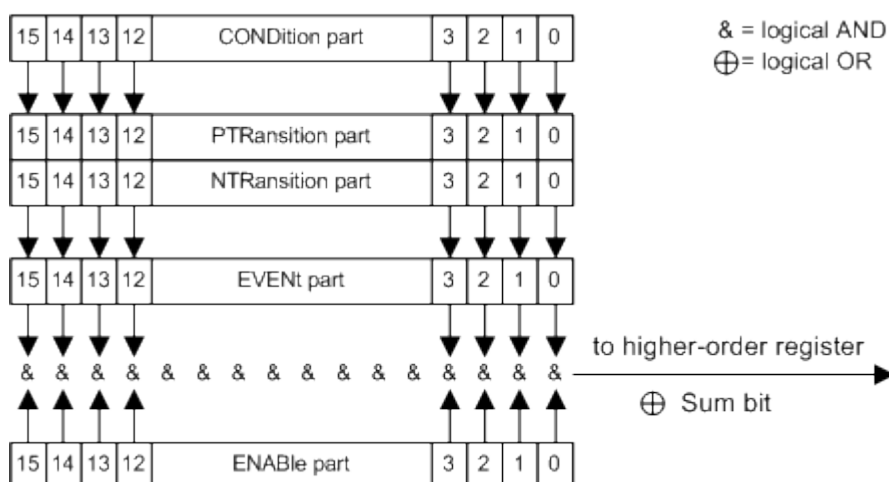 15 14 13 12 CONDition part 3 2 1 0
& = logical AND
⊕= logical OR
15 14 13 12 PTRansition part 3 2 1 0
15 14 13 12 NTRansition part 3 2 1 0
15 14 13 12 EVENt part 3 2 1 0
& & & & & & & & & & & & & & & &
to higher-order register
⊕ Sum bit
15 14 13 12 ENABle part 3 2 1 0